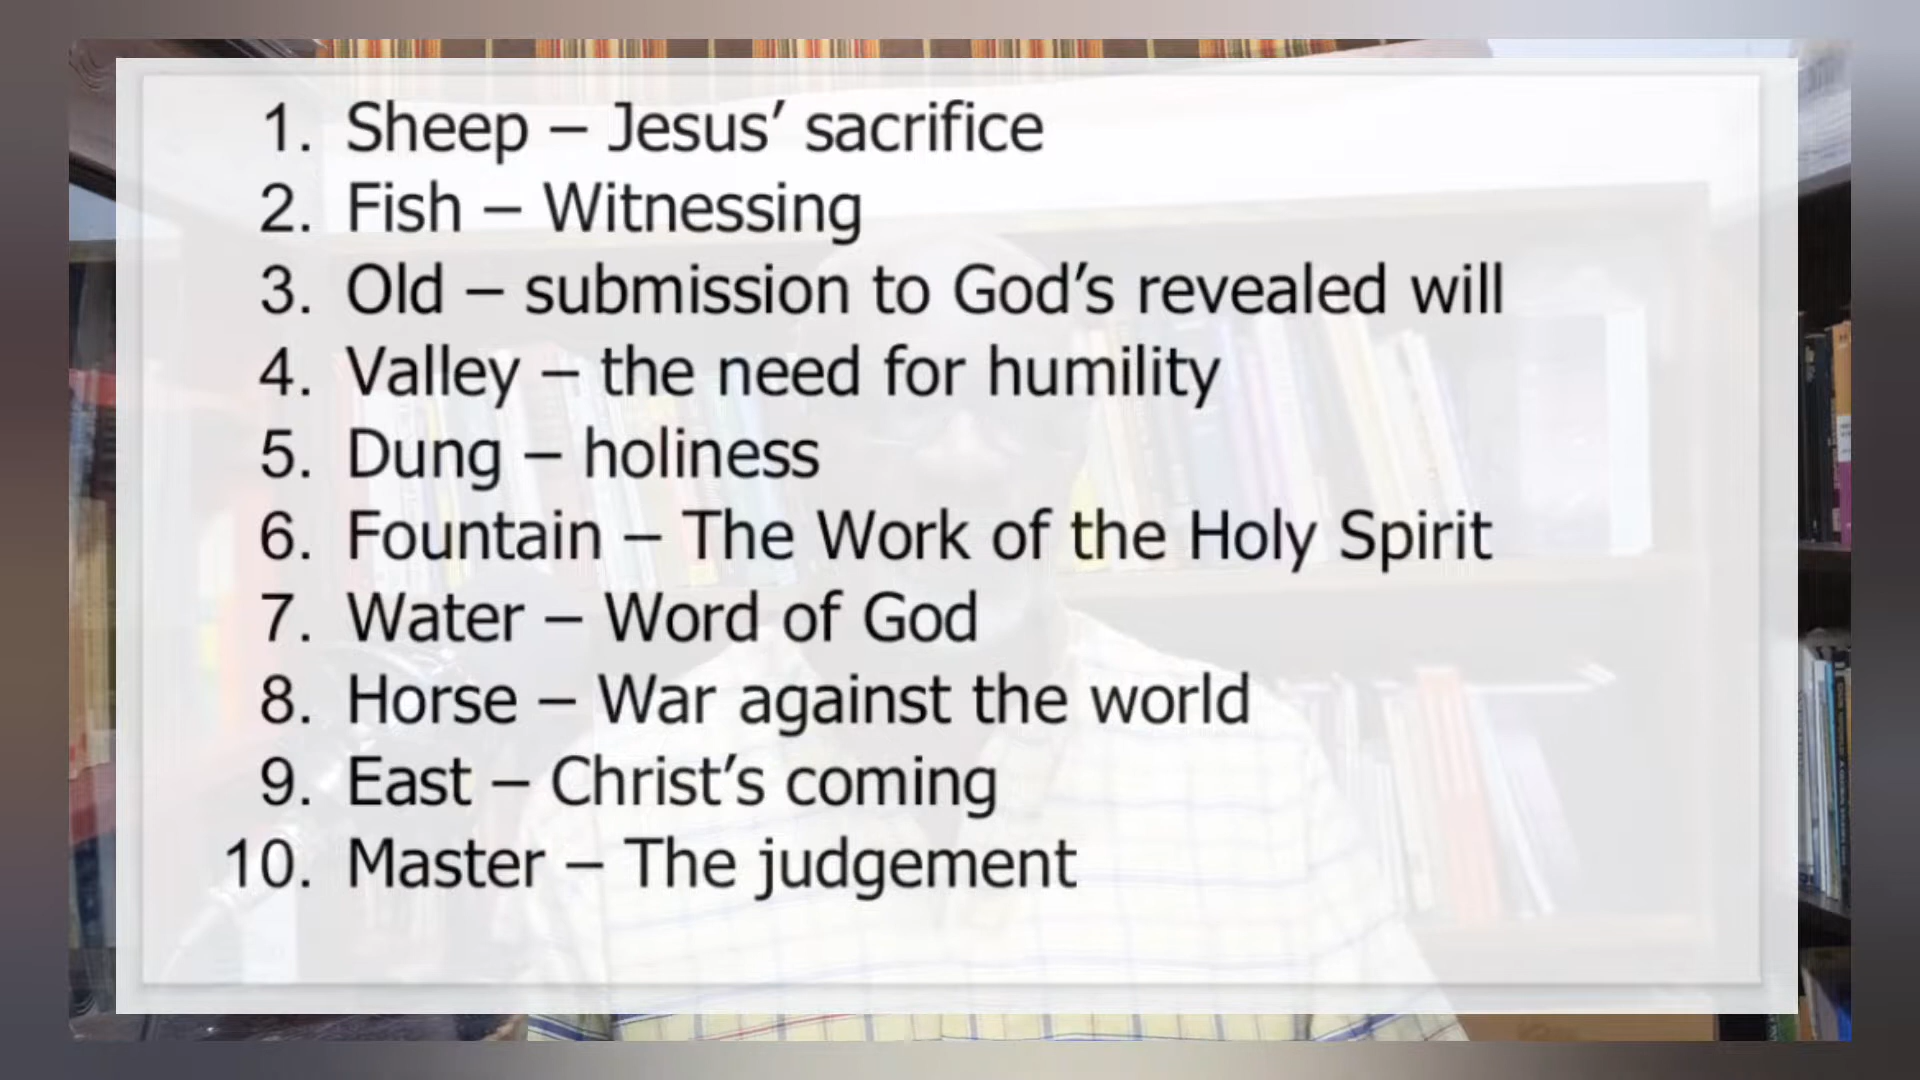 1. Sheep – Jesus’ sacrifice
2. Fish – Witnessing
3. Old – submission to God’s revealed will
4. Valley – the need for humility
5. Dung – holiness
6. Fountain – The Work of the Holy Spirit
7. Water – Word of God
8. Horse – War against the world
9. East – Christ’s coming
10. Master – The judgement